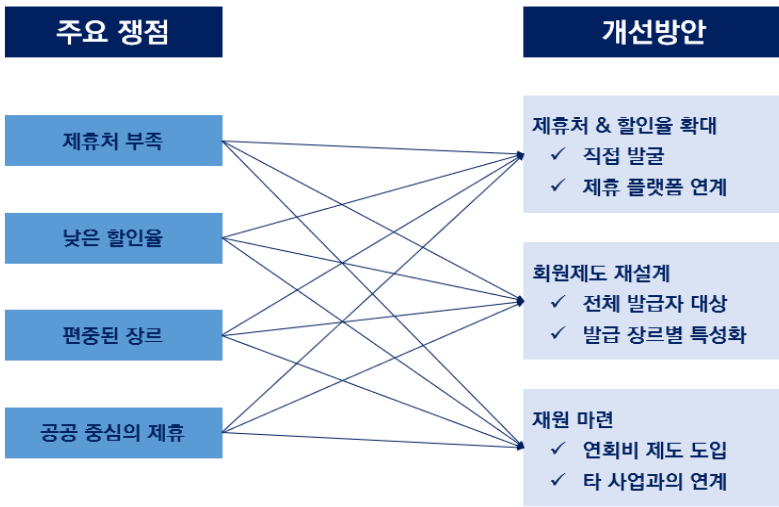 주요 쟁점
개선방안
제휴처 부족
낮은 할인율
편중된 장르
공공 중심의 제휴
제휴처 & 할인율 확대
✓ 직접 발굴
✓ 제휴 플랫폼 연계
회원제도 재설계
✓ 전체 발급자 대상
✓ 발급 장르별 특성화
재원 마련
✓ 연회비 제도 도입
✓ 타 사업과의 연계